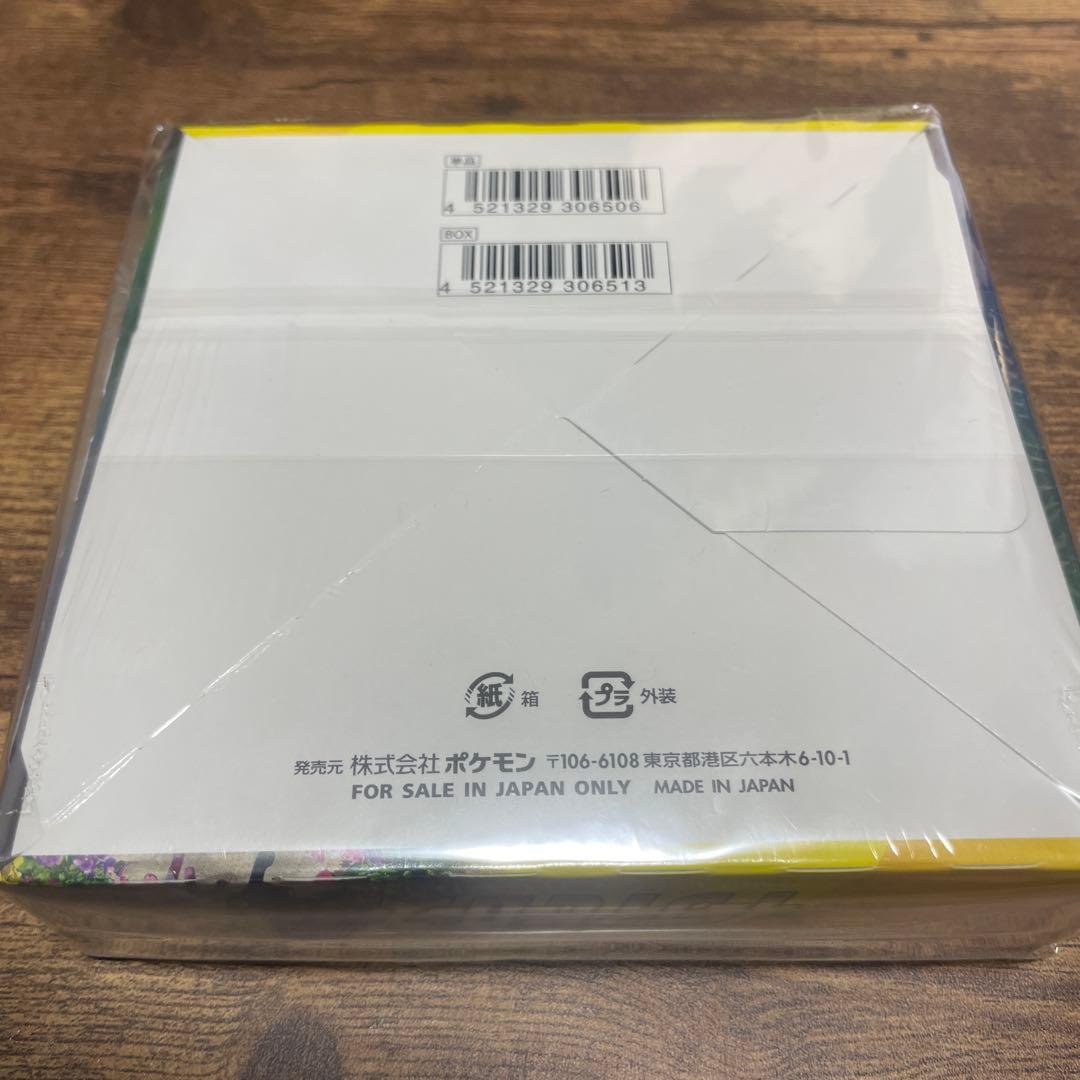 単品
4 521329 306506
BOX
4 521329 306513
紙 箱 プラ 外装
発売元 株式会社 ポケモン 〒106-6108 東京都港区六本木6-10-1
FOR SALE IN JAPAN ONLY MADE IN JAPAN